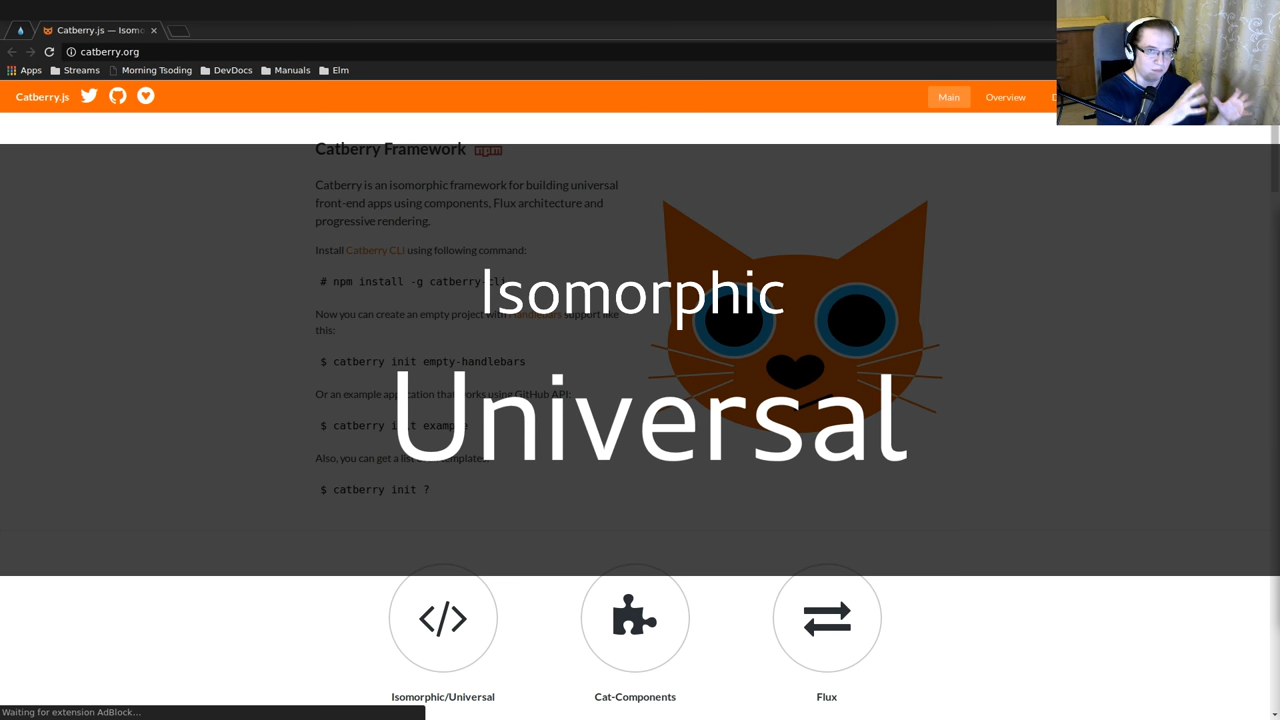 Catberry.js — Isomo
catberry.org
Apps Streams Morning Tsoding DevDocs Manuals Elm
Catberry.js
Main Overview
Catberry Framework npm
Catberry is an isomorphic framework for building universal
front-end apps using components, Flux architecture and
progressive rendering.
Install Catberry CLI using following command:
# npm install -g catberry-cli
Now you can create an empty project with Handlebars support like
this:
$ catberry init empty-handlebars
Or an example application that works using GitHub API:
$ catberry init example
Also, you can get a list of all templates:
$ catberry init ?
Isomorphic
Universal
Isomorphic/Universal
Cat-Components
Flux
Waiting for extension AdBlock…